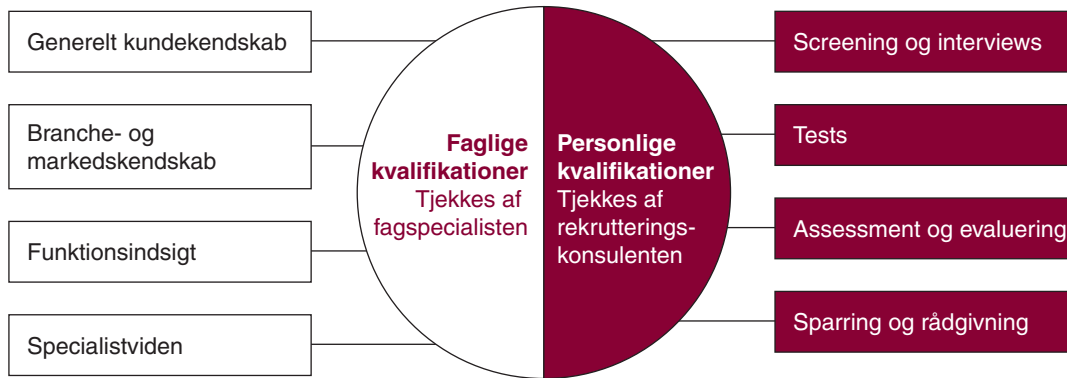 Generelt kundekendskab
Branche- og
markedskendskab
Funktionsindsigt
Specialistviden
Faglige
kvalifikationer
Tjekkes af
fagspecialisten
Personlige
kvalifikationer
Tjekkes af
rekrutterings-
konsulenten
Screening og interviews
Tests
Assessment og evaluering
Sparring og rådgivning